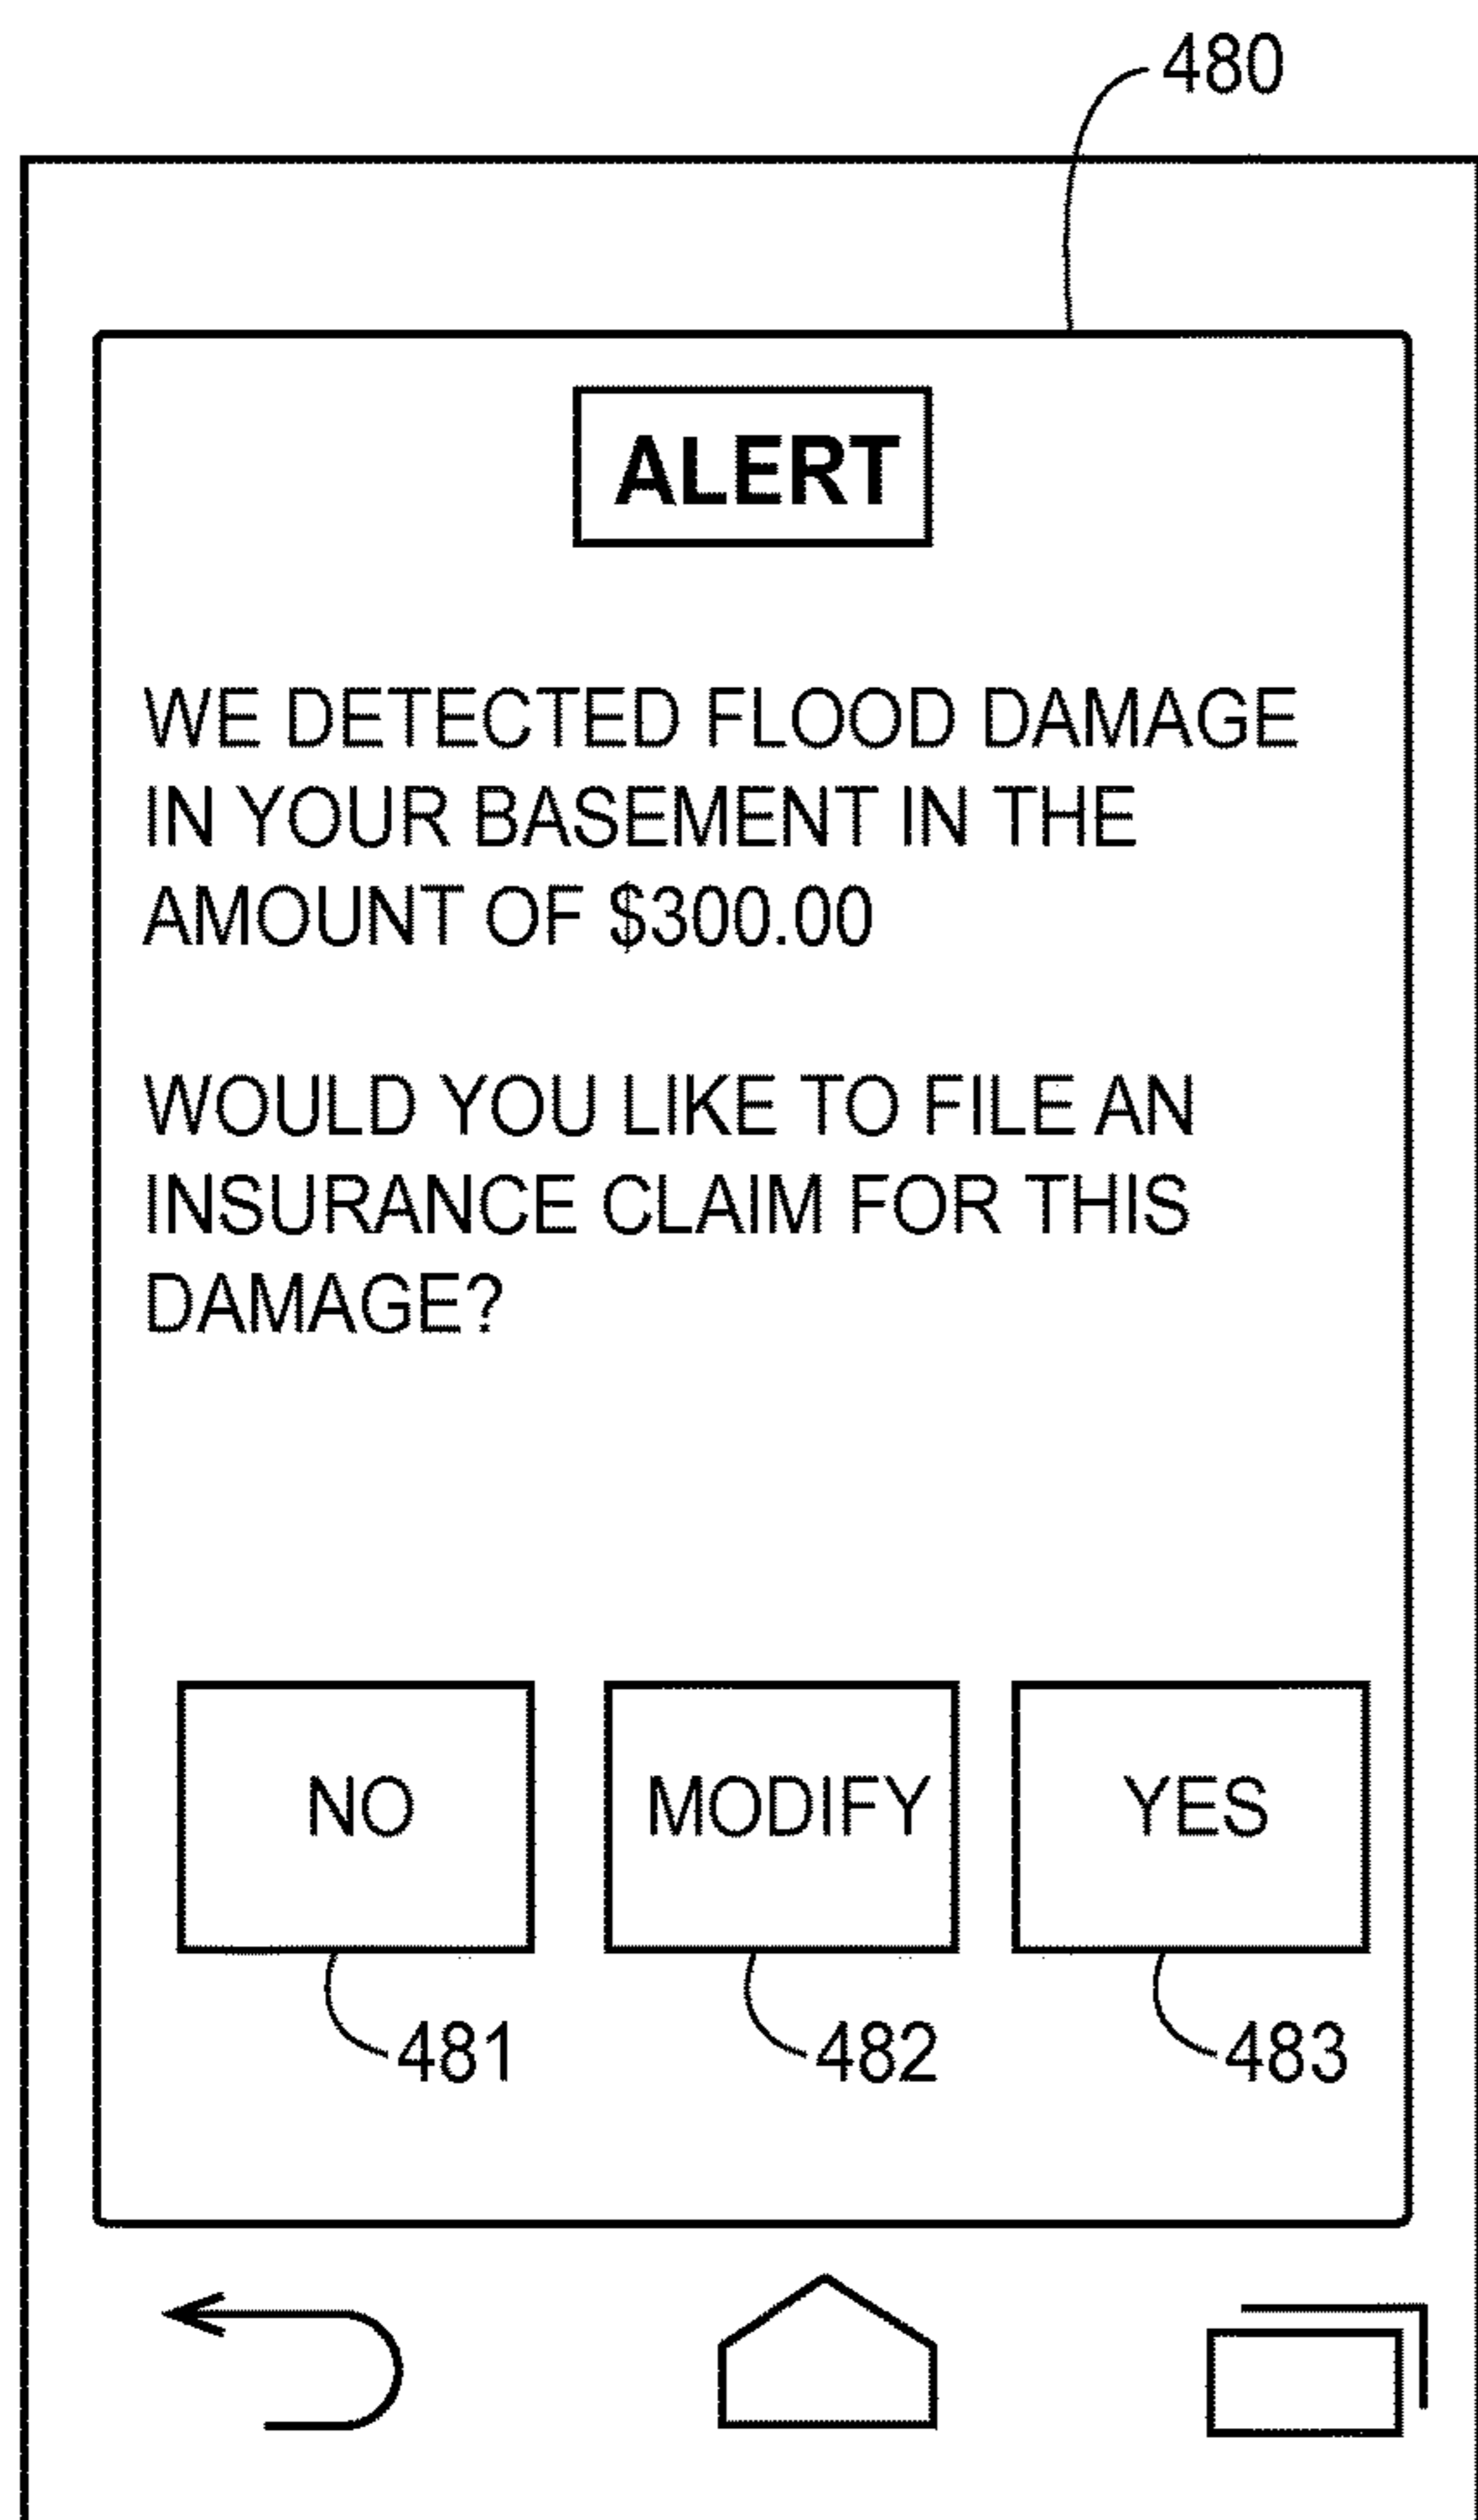 480
ALERT
WE DETECTED FLOOD DAMAGE
IN YOUR BASEMENT IN THE
AMOUNT OF $300.00
WOULD YOU LIKE TO FILE AN
INSURANCE CLAIM FOR THIS
DAMAGE?
NO MODIFY YES
481 482 483